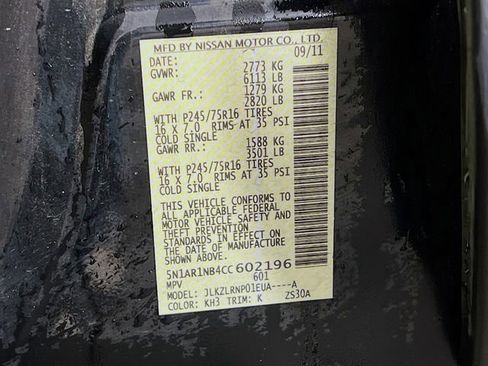 MFD BY NISSAN MOTOR CO., LTD.
DATE: 09/11
GVWR: 2773 KG
6113 LB
GAWR FR.: 1279 KG
2820 LB
WITH P245/75R16 TIRES
16 X 7.0 RIMS AT 35 PSI
COLD SINGLE
GAWR RR.: 1588 KG
3501 LB
WITH P245/75R16 TIRES
16 X 7.0 RIMS AT 35 PSI
COLD SINGLE
THIS VEHICLE CONFORMS TO
ALL APPLICABLE FEDERAL
MOTOR VEHICLE SAFETY AND
THEFT PREVENTION
STANDARDS IN EFFECT ON
THE DATE OF MANUFACTURE
5N1AR1NB4CC602196
MPV 601
MODEL: JLKZLRNP01EUA----A
COLOR: KH3 TRIM: K ZS30A